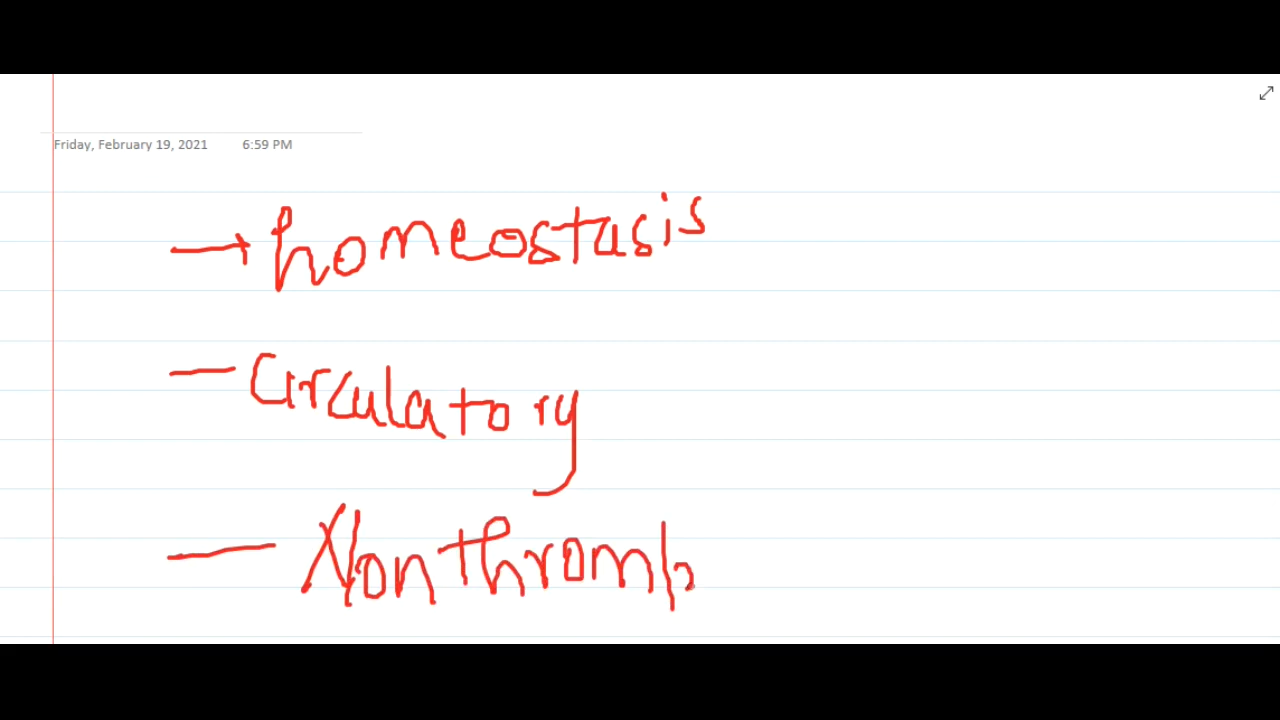 Friday, February 19, 2021 6:59 PM
→ homeostasis
— Circulatory
— Nonthromb